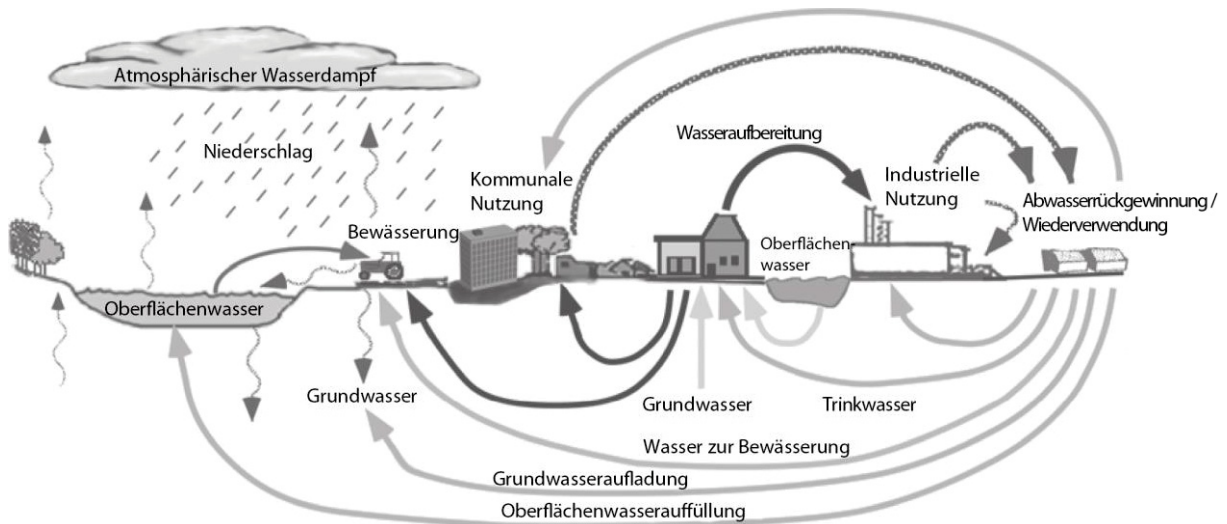 Atmosphärischer Wasserdampf
Niederschlag
Wasseraufbereitung
Kommunale
Nutzung
Industrielle
Nutzung
Abwasserrückgewinnung /
Wiederverwendung
Bewässerung
Oberflächen
wasser
Oberflächenwasser
Grundwasser
Grundwasser
Trinkwasser
Wasser zur Bewässerung
Grundwasseraufladung
Oberflächenwasserauffüllung